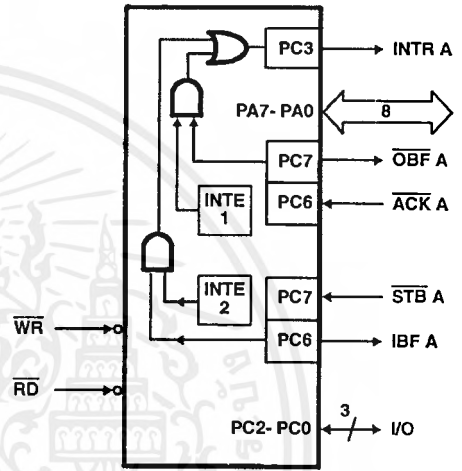 PC3
INTR A
PA7- PA0
8
PC7
OBF A
PC6
ACK A
INTE
1
INTE
2
PC7
STB A
PC6
IBF A
WR
RD
PC2- PC0
3
I/O